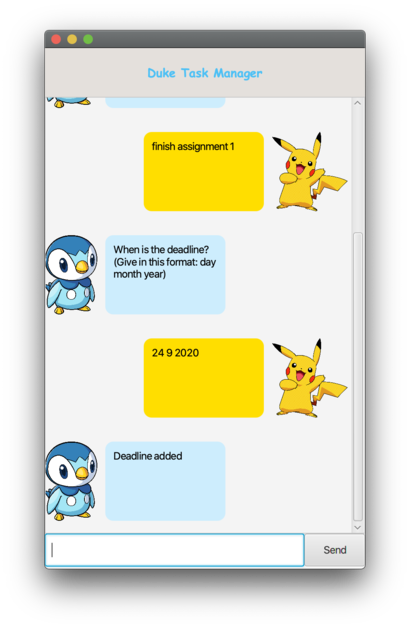 Duke Task Manager
finish assignment 1
When is the deadline?
(Give in this format: day
month year)
24 9 2020
Deadline added
Send